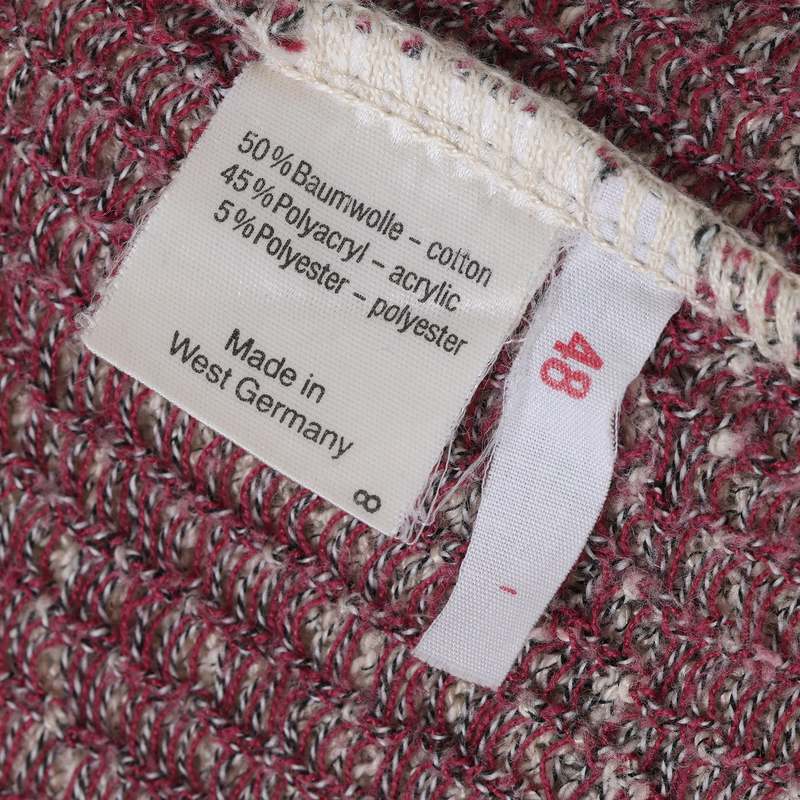 50%Baumwolle – cotton
45%Polyacryl – acrylic
5%Polyester – polyester
Made in
West Germany
8
48